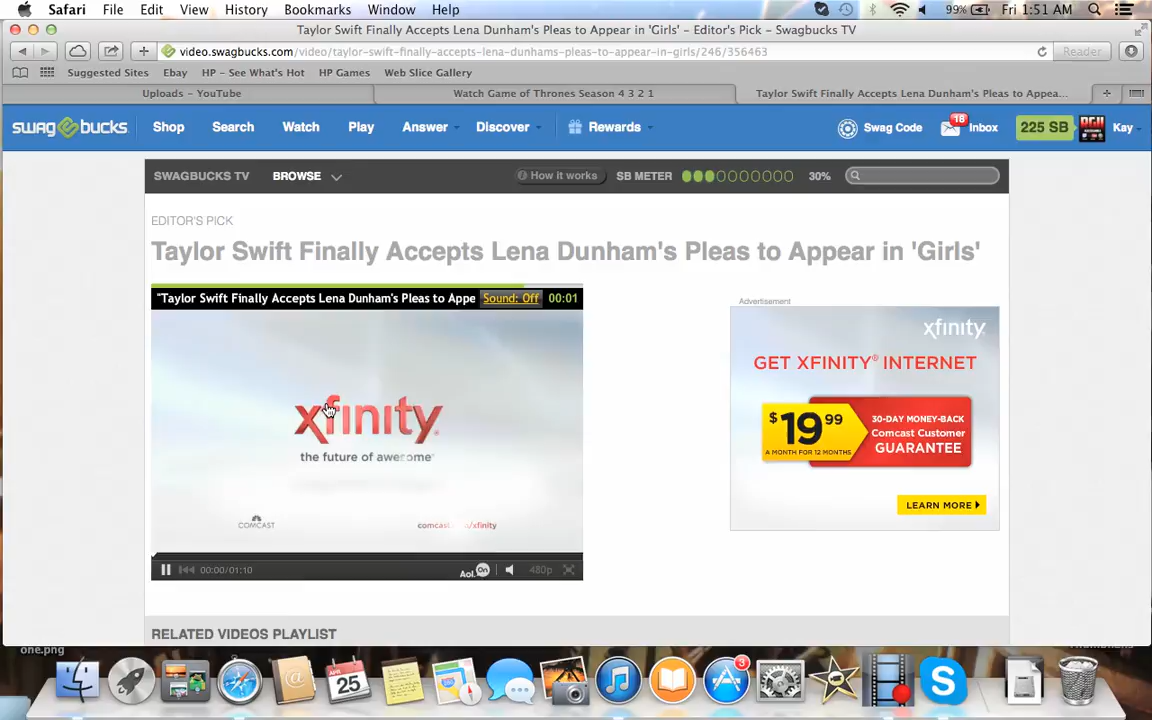 Safari File Edit View History Bookmarks Window Help 99% Fri 1:51 AM
Taylor Swift Finally Accepts Lena Dunham's Pleas to Appear in 'Girls' – Editor's Pick – Swagbucks TV
video.swagbucks.com/video/taylor-swift-finally-accepts-lena-dunhams-pleas-to-appear-in-girls/246/356463 Reader
Suggested Sites Ebay HP – See What's Hot HP Games Web Slice Gallery
Uploads – YouTube Watch Game of Thrones Season 4 3 2 1 Taylor Swift Finally Accepts Lena Dunham's Pleas to Appea...
swagbucks Shop Search Watch Play Answer Discover Rewards Swag Code 18 Inbox 225 SB Kay
SWAGBUCKS TV BROWSE How it works SB METER 30%
EDITOR'S PICK
Taylor Swift Finally Accepts Lena Dunham's Pleas to Appear in 'Girls'
"Taylor Swift Finally Accepts Lena Dunham's Pleas to Appe Sound: Off 00:01
xfinity
the future of awesome
COMCAST
00:00/01:10 Aol. On 480p
Advertisement
xfinity
GET XFINITY® INTERNET
$19.99
A MONTH FOR 12 MONTHS
30-DAY MONEY-BACK
Comcast Customer
GUARANTEE
LEARN MORE
RELATED VIDEOS PLAYLIST
one.png
APR
25
3